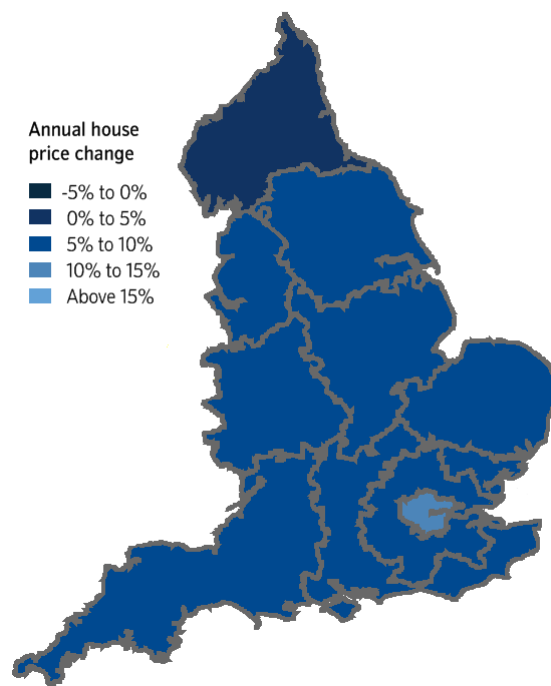 Annual house
price change
-5% to 0%
0% to 5%
5% to 10%
10% to 15%
Above 15%